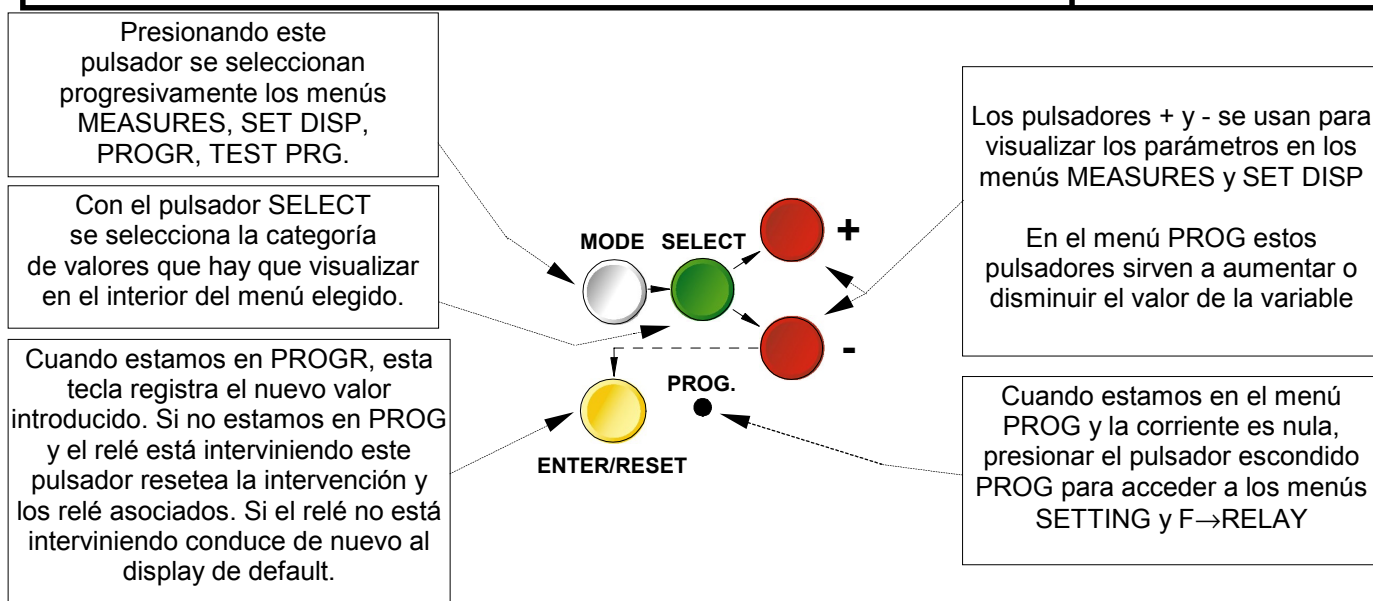 Presionando este
pulsador se seleccionan
progresivamente los menús
MEASURES, SET DISP,
PROGR, TEST PRG.
Con el pulsador SELECT
se selecciona la categoría
de valores que hay que visualizar
en el interior del menú elegido.
Cuando estamos en PROGR, esta
tecla registra el nuevo valor
introducido. Si no estamos en PROG
y el relé está interviniendo este
pulsador resetea la intervención y
los relé asociados. Si el relé no está
interviniendo conduce de nuevo al
display de default.
MODE SELECT
+
-
PROG.
ENTER/RESET
Los pulsadores + y - se usan para
visualizar los parámetros en los
menús MEASURES y SET DISP
En el menú PROG estos
pulsadores sirven a aumentar o
disminuir el valor de la variable
Cuando estamos en el menú
PROG y la corriente es nula,
presionar el pulsador escondido
PROG para acceder a los menús
SETTING y F→RELAY